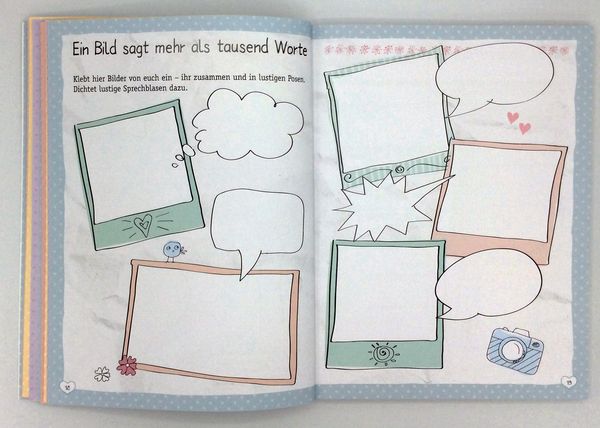 Ein Bild sagt mehr als tausend Worte
Klebt hier Bilder von euch ein – ihr zusammen und in lustigen Posen.
Dichtet lustige Sprechblasen dazu.